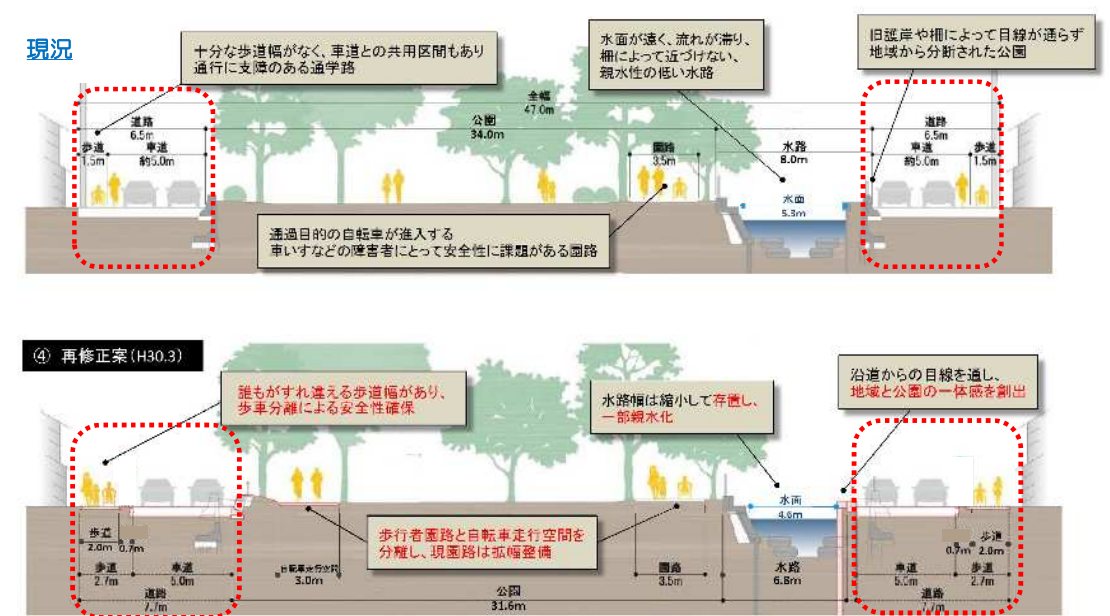 現況
十分な歩道幅がなく、車道との共用区間もあり
通行に支障のある通学路
水面が遠く、流れが滞り、
柵によって近づけない、
親水性の低い水路
旧護岸や柵によって目線が通らず
地域から分断された公園
全幅
47.0m
道路
6.5m
公園
34.0m
道路
6.5m
歩道
1.5m
車道
約5.0m
園路
3.5m
水路
8.0m
車道
約5.0m
歩道
1.5m
水面
5.3m
通過目的の自転車が進入する
車いすなどの障害者にとって安全性に課題がある園路
④ 再修正案(H30.3)
誰もがすれ違える歩道幅があり、
歩車分離による安全性確保
水路幅は縮小して存置し、
一部親水化
沿道からの目線を通し、
地域と公園の一体感を創出
水面
4.6m
歩行者園路と自転車走行空間を
分離し、現園路は拡幅整備
歩道
2.0m 0.7m
歩道
0.7m 2.0m
歩道
2.7m
車道
5.0m
自転車走行空間
3.0m
園路
3.5m
水路
6.8m
車道
5.0m
歩道
2.7m
道路
7.7m
公園
31.6m
道路
7.7m